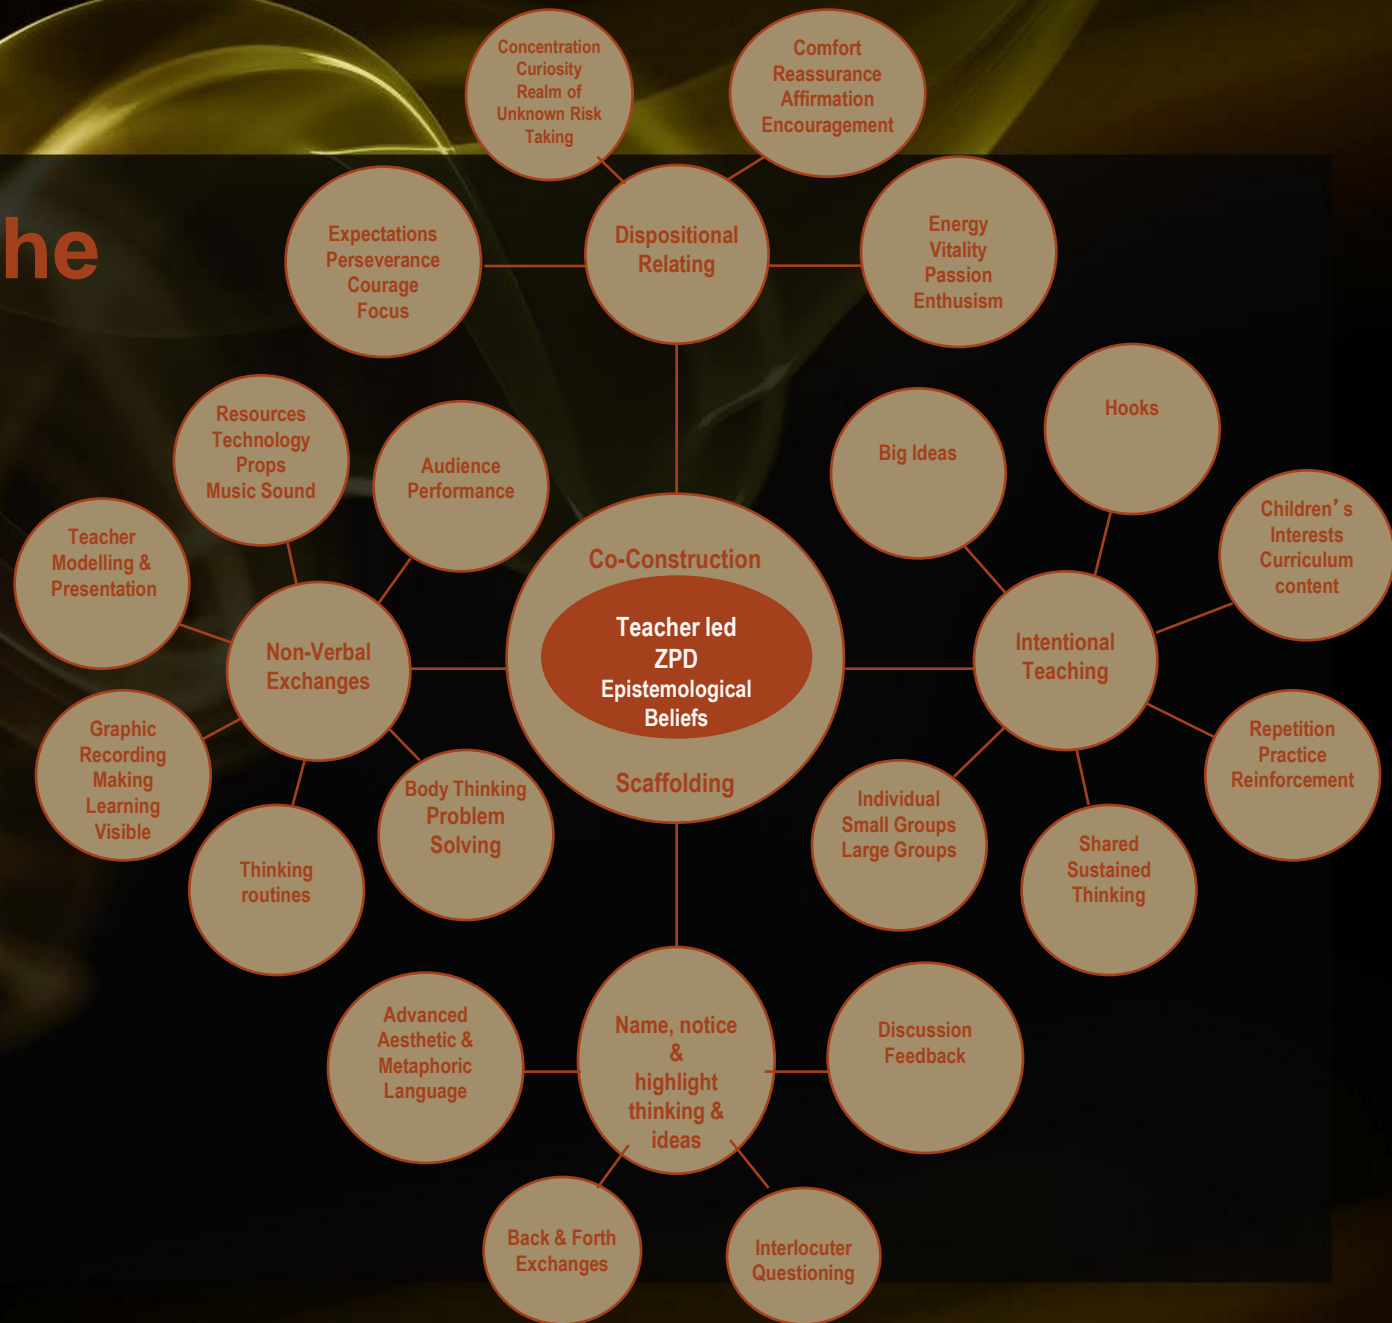 he
Concentration
Curiosity
Realm of
Unknown Risk
Taking
Comfort
Reassurance
Affirmation
Encouragement
Expectations
Perseverance
Courage
Focus
Dispositional
Relating
Energy
Vitality
Passion
Enthusism
Resources
Technology
Props
Music Sound
Audience
Performance
Big Ideas
Hooks
Teacher
Modelling &
Presentation
Children’s
Interests
Curriculum
content
Non-Verbal
Exchanges
Co-Construction
Teacher led
ZPD
Epistemological
Beliefs
Scaffolding
Intentional
Teaching
Graphic
Recording
Making
Learning
Visible
Body Thinking
Problem
Solving
Thinking
routines
Individual
Small Groups
Large Groups
Shared
Sustained
Thinking
Repetition
Practice
Reinforcement
Advanced
Aesthetic &
Metaphoric
Language
Name, notice
&
highlight
thinking &
ideas
Discussion
Feedback
Back & Forth
Exchanges
Interlocuter
Questioning